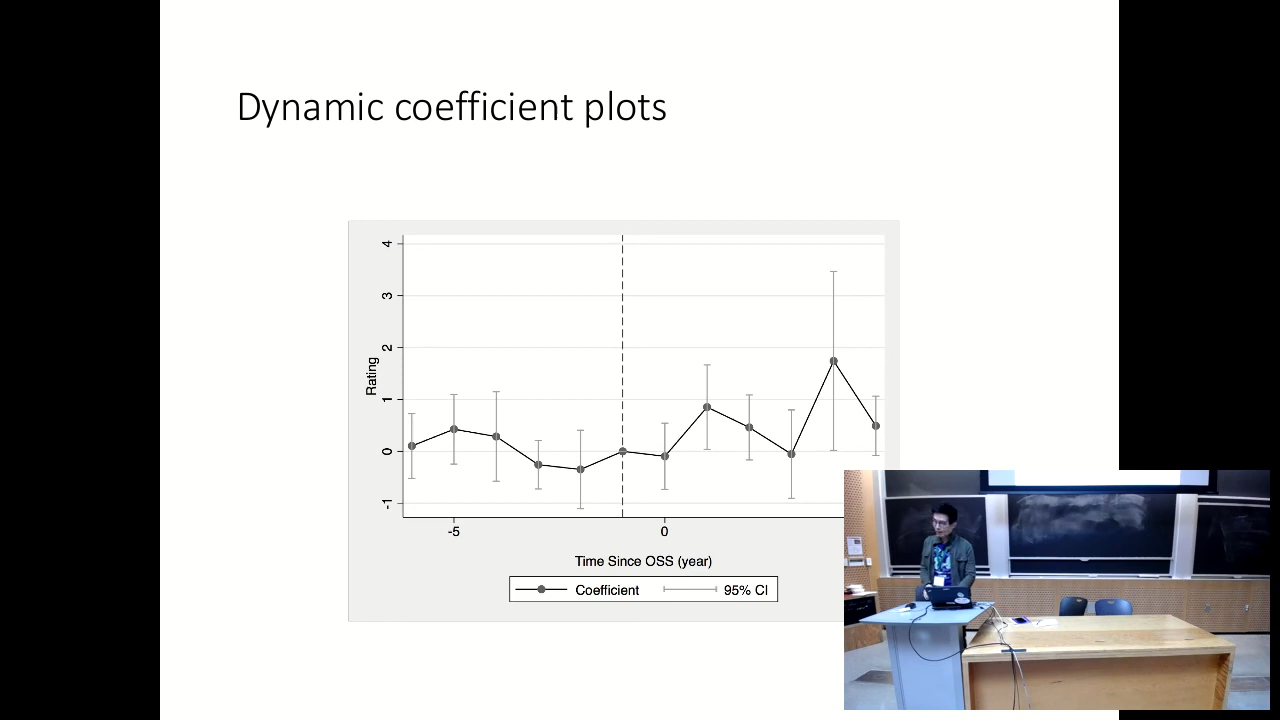 Dynamic coefficient plots
4
3
2
1
0
-1
Rating
-5
0
Time Since OSS (year)
Coefficient
95% CI